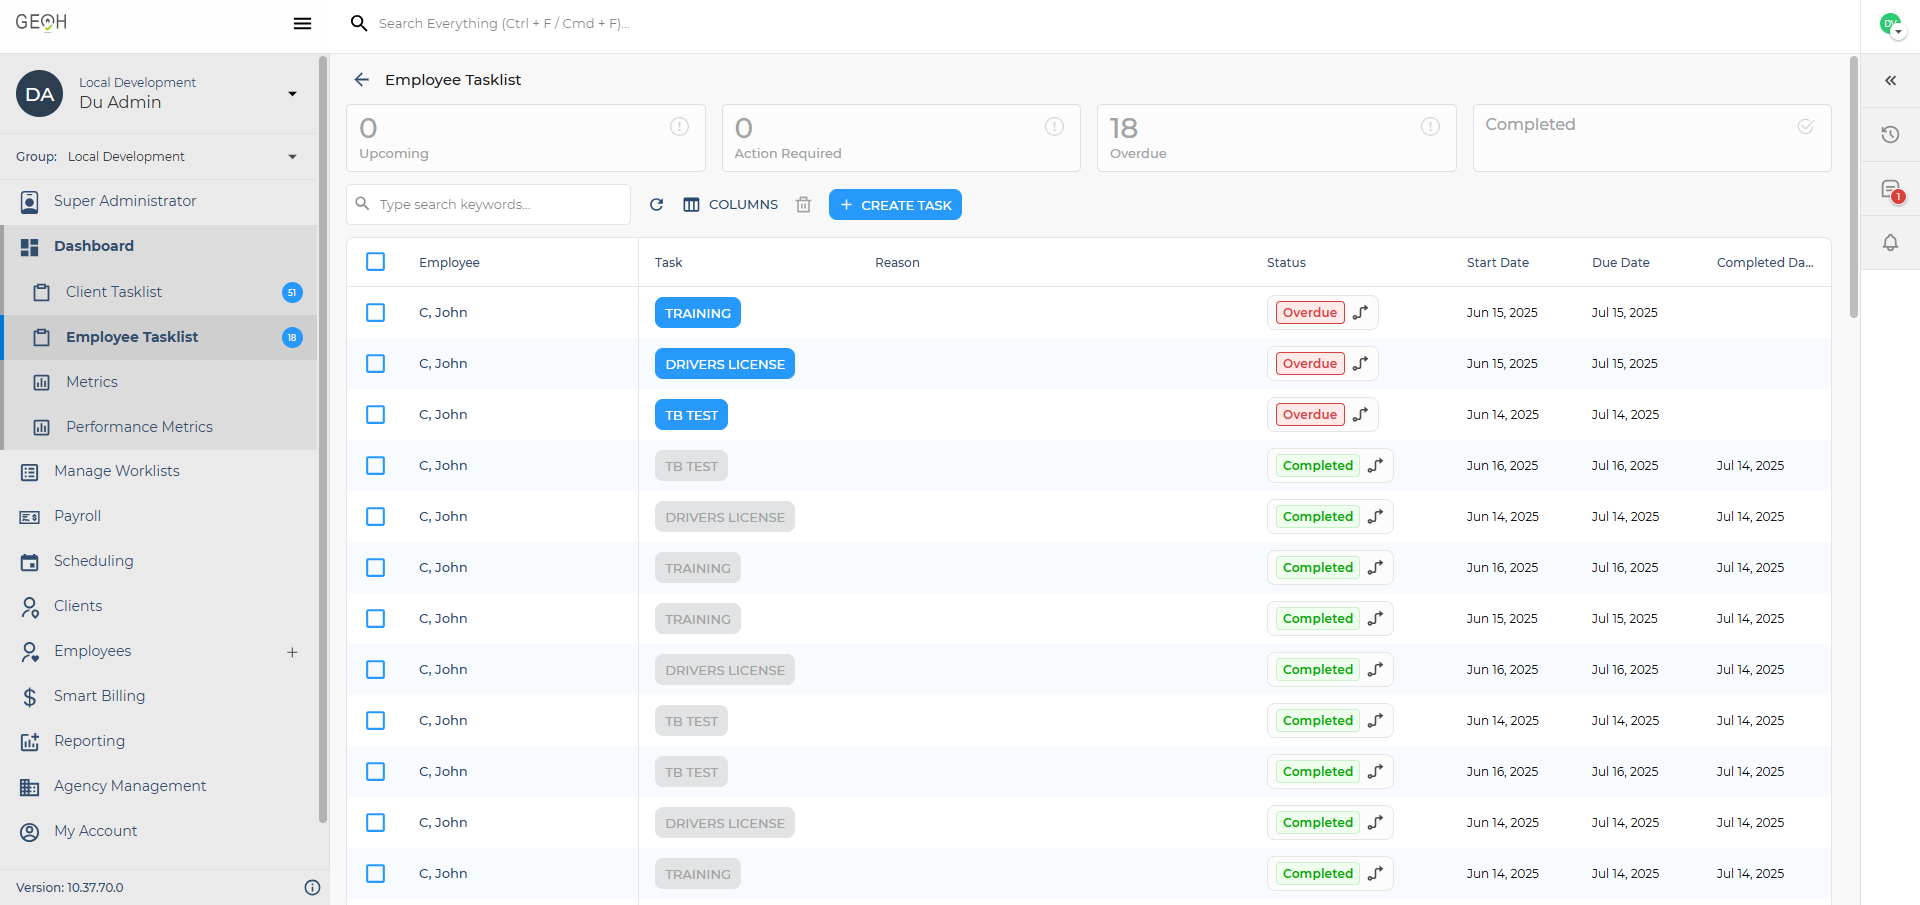 GEOH
Search Everything (Ctrl + F / Cmd + F)...
DV
DA
Local Development
Du Admin
Group: Local Development
Super Administrator
Dashboard
Client Tasklist 51
Employee Tasklist 18
Metrics
Performance Metrics
Manage Worklists
Payroll
Scheduling
Clients
Employees
Smart Billing
Reporting
Agency Management
My Account
Version: 10.37.70.0
Employee Tasklist
0
Upcoming
0
Action Required
18
Overdue
Completed
Type search keywords...
COLUMNS
+ CREATE TASK
1
Employee Task Reason Status Start Date Due Date Completed Da...
C, John TRAINING Overdue Jun 15, 2025 Jul 15, 2025
C, John DRIVERS LICENSE Overdue Jun 15, 2025 Jul 15, 2025
C, John TB TEST Overdue Jun 14, 2025 Jul 14, 2025
C, John TB TEST Completed Jun 16, 2025 Jul 16, 2025 Jul 14, 2025
C, John DRIVERS LICENSE Completed Jun 14, 2025 Jul 14, 2025 Jul 14, 2025
C, John TRAINING Completed Jun 16, 2025 Jul 16, 2025 Jul 14, 2025
C, John TRAINING Completed Jun 15, 2025 Jul 15, 2025 Jul 14, 2025
C, John DRIVERS LICENSE Completed Jun 16, 2025 Jul 16, 2025 Jul 14, 2025
C, John TB TEST Completed Jun 14, 2025 Jul 14, 2025 Jul 14, 2025
C, John TB TEST Completed Jun 16, 2025 Jul 16, 2025 Jul 14, 2025
C, John DRIVERS LICENSE Completed Jun 14, 2025 Jul 14, 2025 Jul 14, 2025
C, John TRAINING Completed Jun 14, 2025 Jul 14, 2025 Jul 14, 2025